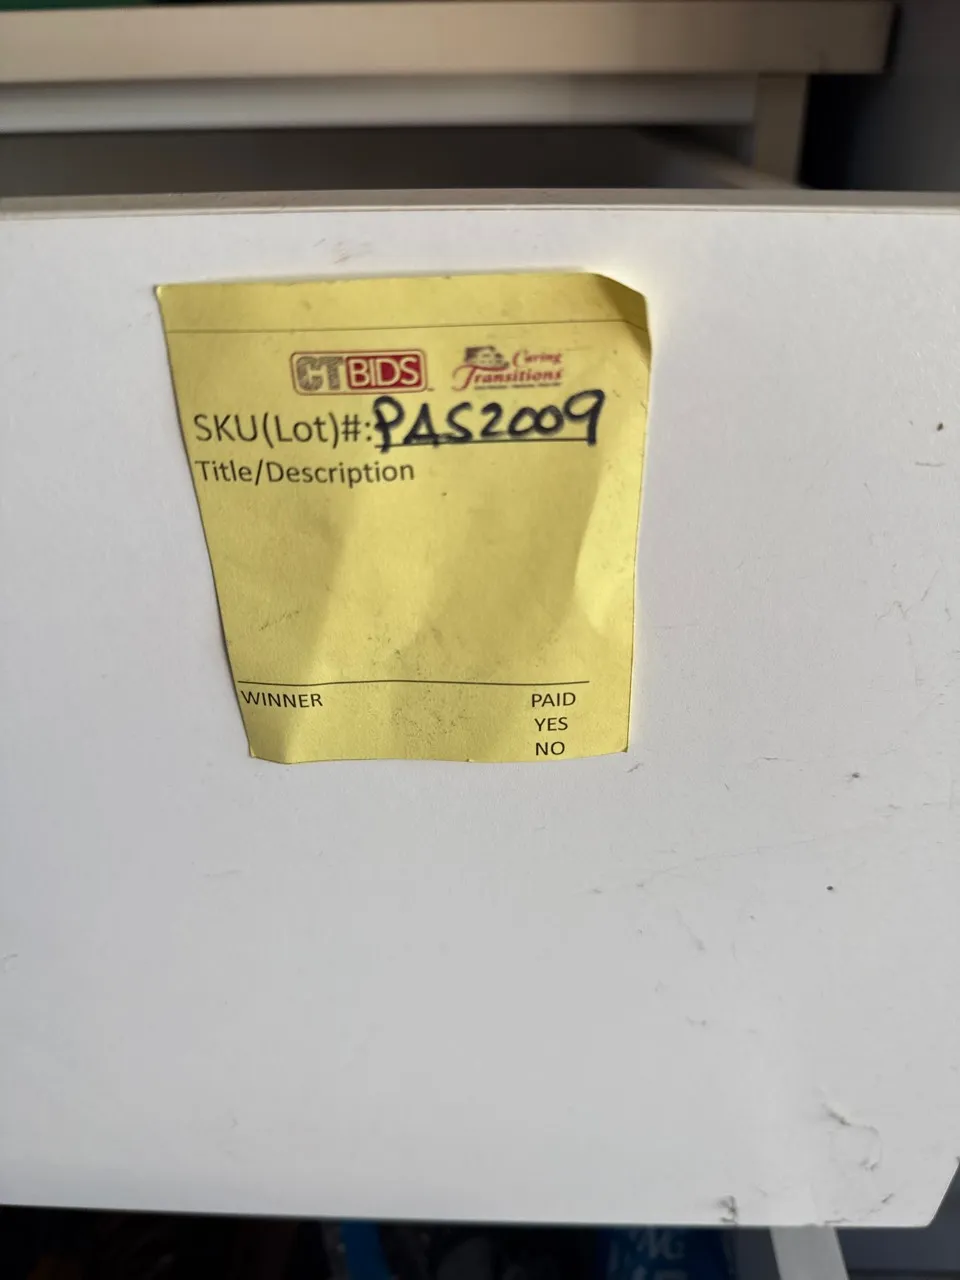 CTBIDS Caring Transitions
SKU(Lot)#: PAS2009
Title/Description
WINNER PAID
YES
NO